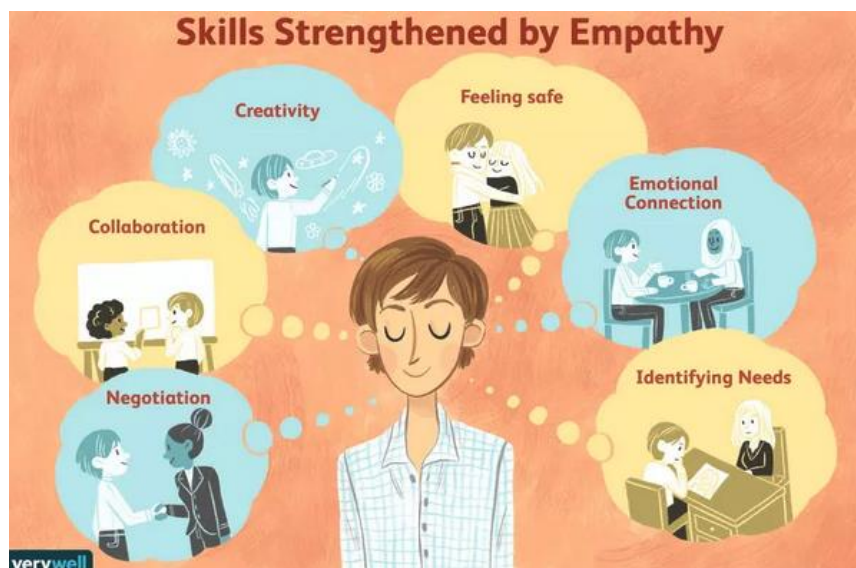 Skills Strengthened by Empathy
Creativity
Feeling safe
Collaboration
Emotional
Connection
Negotiation
Identifying Needs
verywell